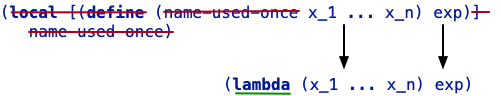 (local [(define (name-used-once x_1 ... x_n) exp)]
name-used-once)
(lambda (x_1 ... x_n) exp)